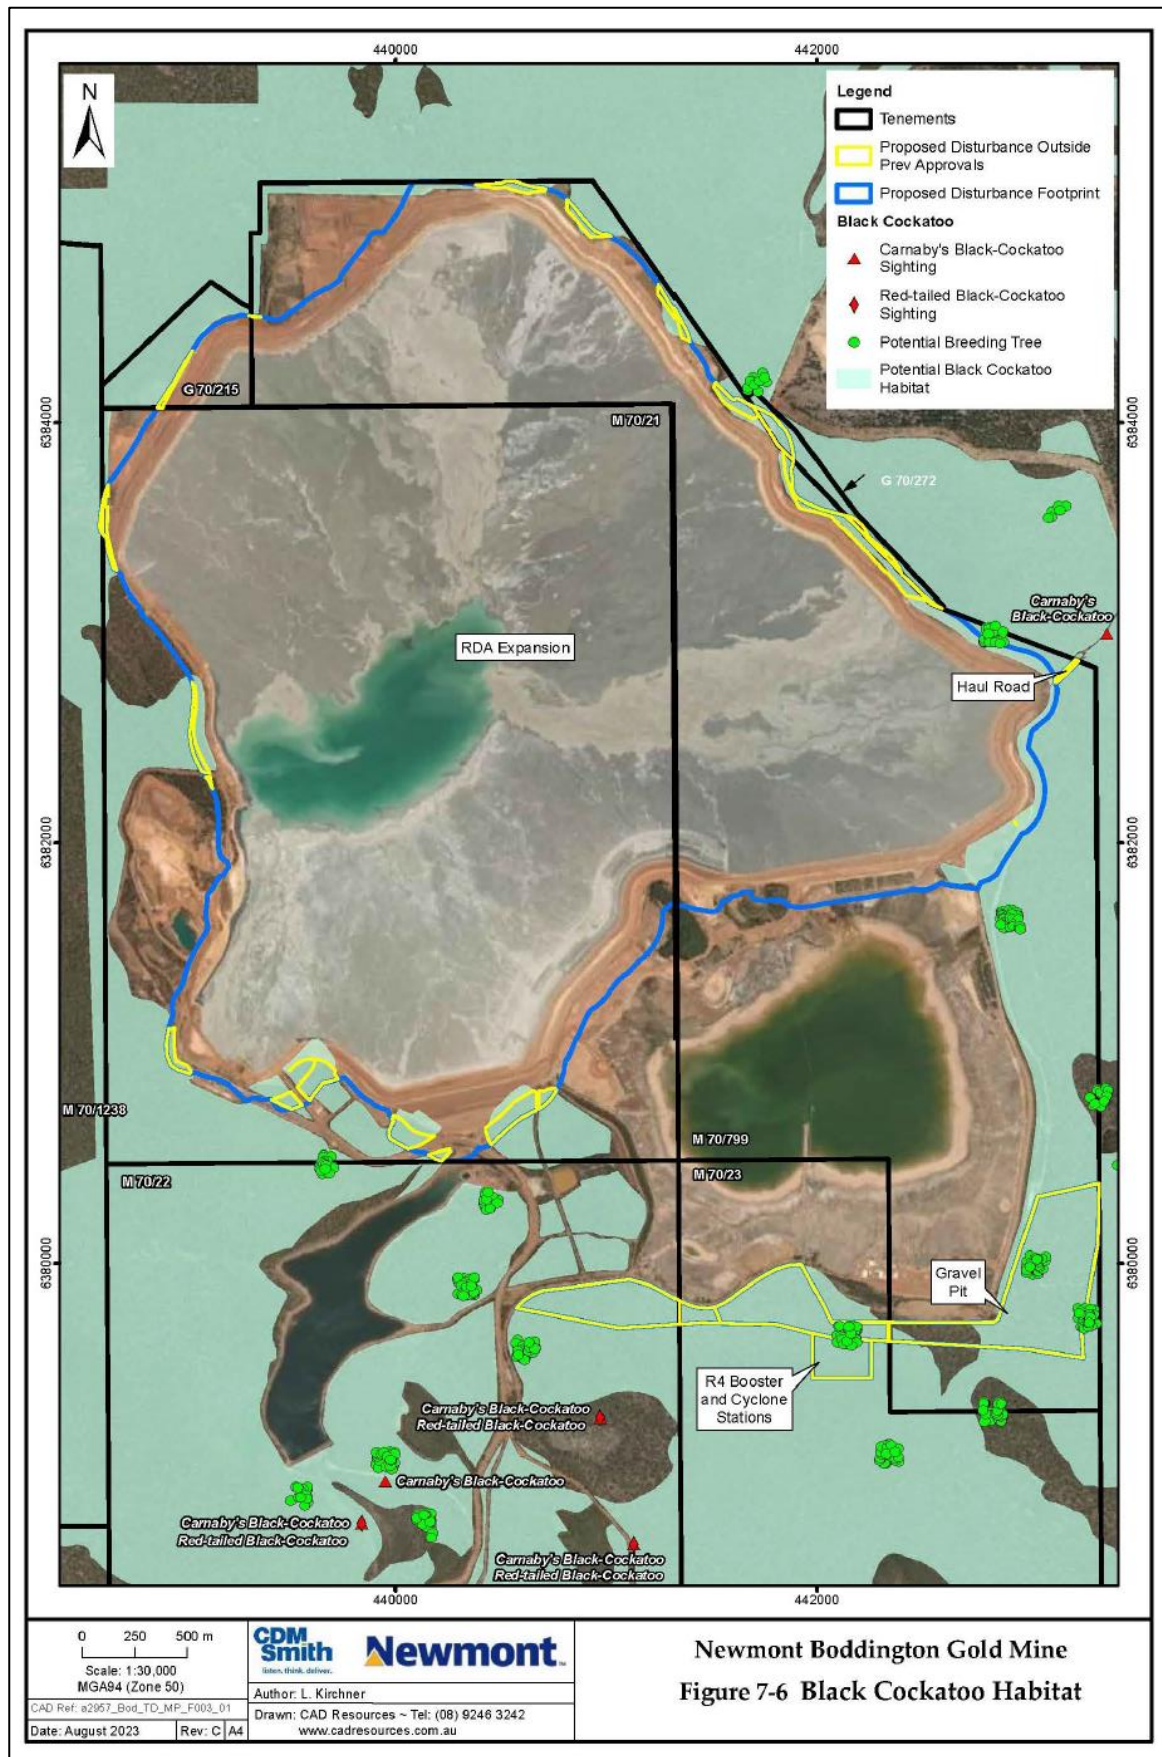 440000
442000
N
Legend
Tenements
Proposed Disturbance Outside
Prev Approvals
Proposed Disturbance Footprint
Black Cockatoo
Carnaby's Black-Cockatoo
Sighting
Red-tailed Black-Cockatoo
Sighting
Potential Breeding Tree
Potential Black Cockatoo
Habitat
G 70/215
M 70/21
6384000
6384000
G 70/272
Carnaby's
Black-Cockatoo
RDA Expansion
Haul Road
6382000
6382000
M 70/1238
M 70/799
M 70/22
M 70/23
6380000
6380000
Gravel
Pit
R4 Booster
and Cyclone
Stations
Carnaby's Black-Cockatoo
Red-tailed Black-Cockatoo
Carnaby's Black-Cockatoo
Carnaby's Black-Cockatoo
Red-tailed Black-Cockatoo
Carnaby's Black-Cockatoo
Red-tailed Black-Cockatoo
440000
442000
0 250 500 m
Scale: 1:30,000
MGA94 (Zone 50)
CAD Ref: a2957_Bod_TD_MP_F003_01
Date: August 2023
Rev: C
A4
CDM
Smith
listen. think. deliver.
Newmont
Author: L. Kirchner
Drawn: CAD Resources ~ Tel: (08) 9246 3242
www.cadresources.com.au
Newmont Boddington Gold Mine
Figure 7-6 Black Cockatoo Habitat